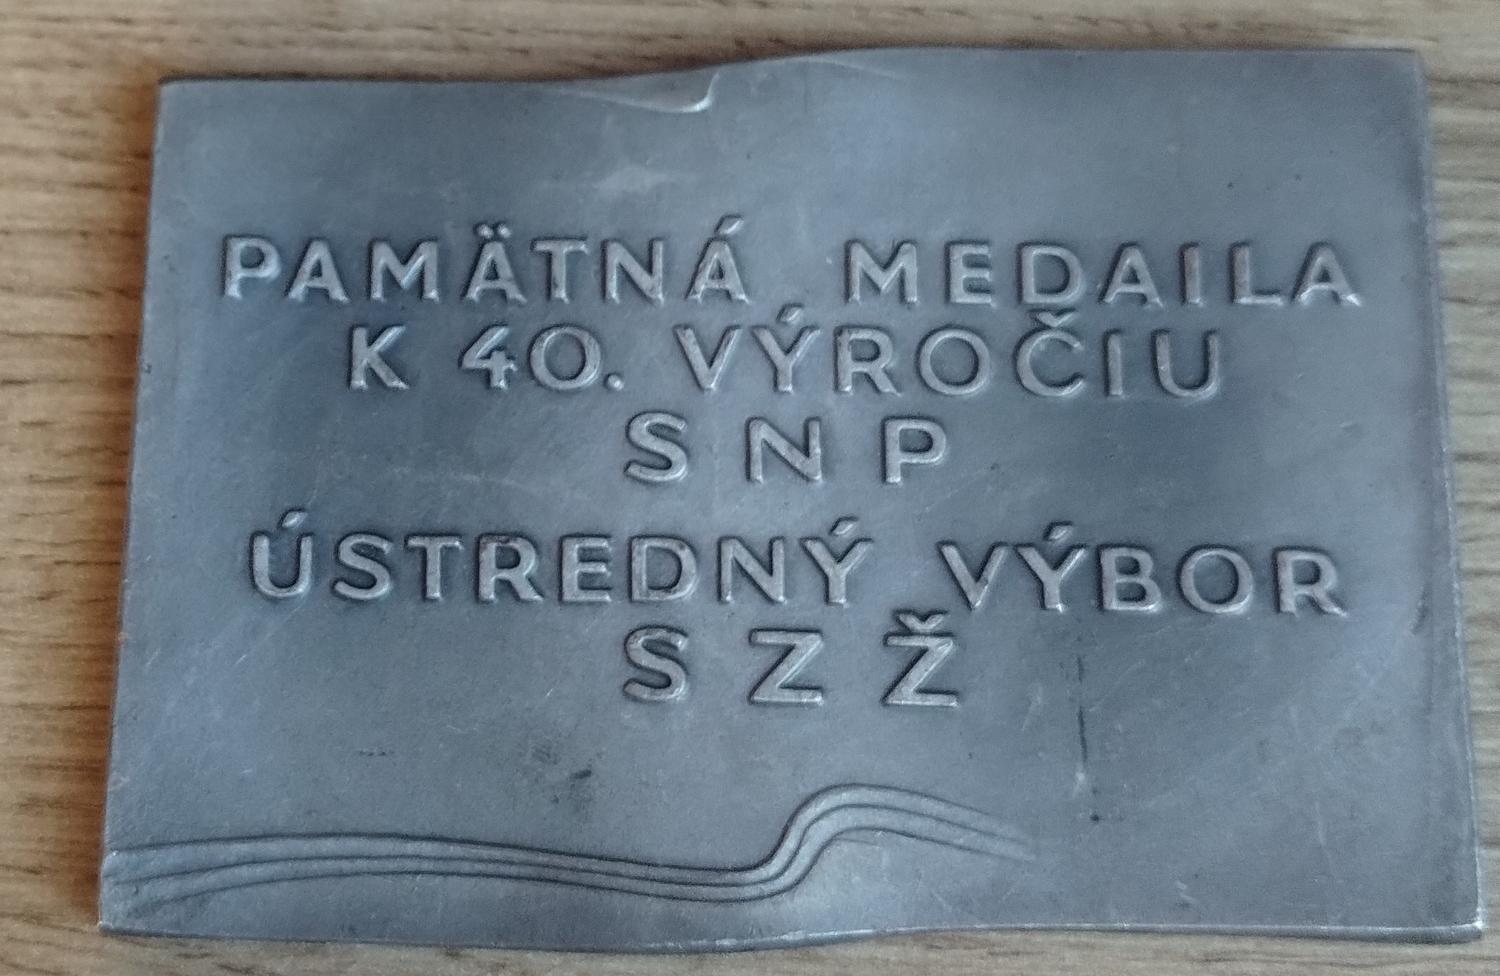 PAMÄTNÁ MEDAILA
K 40. VÝROČIU
SNP
ÚSTREDNÝ VÝBOR
SZŽ